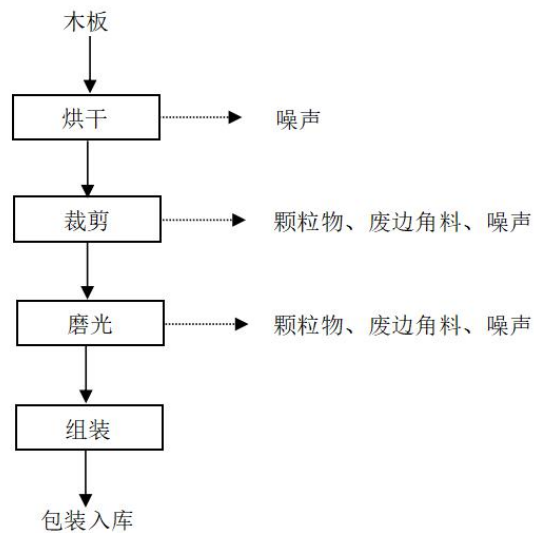 木板
烘干
噪声
裁剪
颗粒物、废边角料、噪声
磨光
颗粒物、废边角料、噪声
组装
包装入库